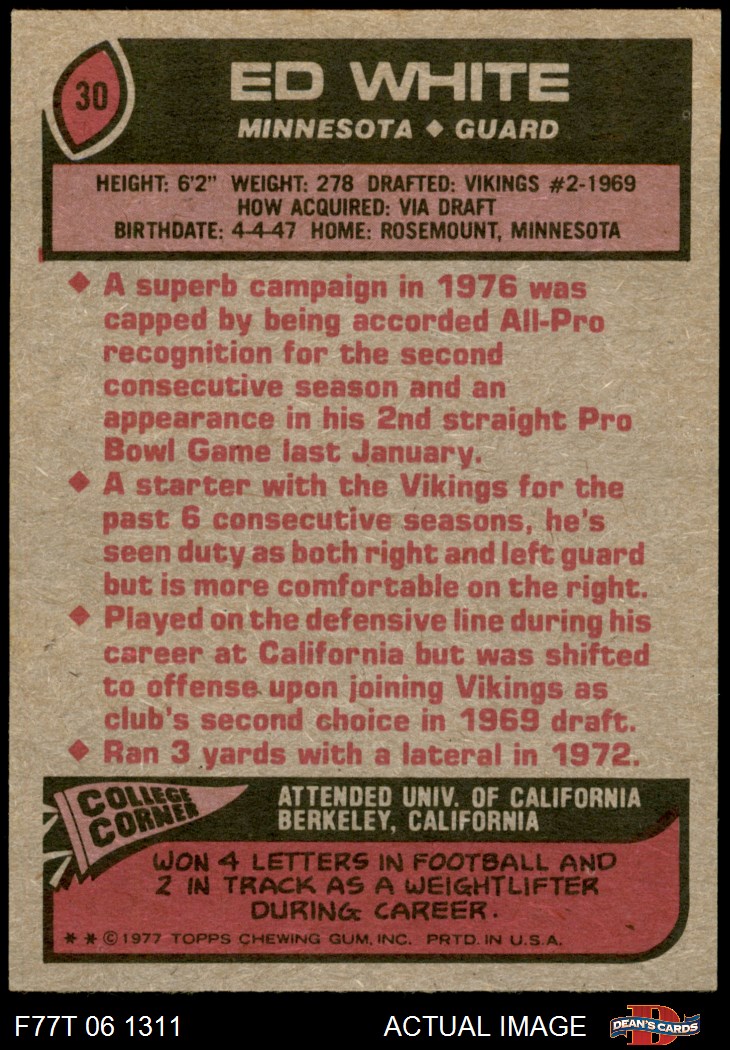 30
ED WHITE
MINNESOTA ◆ GUARD
HEIGHT: 6'2" WEIGHT: 278 DRAFTED: VIKINGS #2-1969
HOW ACQUIRED: VIA DRAFT
BIRTHDATE: 4-4-47 HOME: ROSEMOUNT, MINNESOTA
◆ A superb campaign in 1976 was
capped by being accorded All-Pro
recognition for the second
consecutive season and an
appearance in his 2nd straight Pro
Bowl Game last January.
◆ A starter with the Vikings for the
past 6 consecutive seasons, he's
seen duty as both right and left guard
but is more comfortable on the right.
◆ Played on the defensive line during his
career at California but was shifted
to offense upon joining Vikings as
club's second choice in 1969 draft.
◆ Ran 3 yards with a lateral in 1972.
COLLEGE
CORNER
ATTENDED UNIV. OF CALIFORNIA
BERKELEY, CALIFORNIA
WON 4 LETTERS IN FOOTBALL AND
2 IN TRACK AS A WEIGHTLIFTER
DURING CAREER.
* * © 1977 TOPPS CHEWING GUM, INC. PRTD. IN U.S.A.
F77T 06 1311
ACTUAL IMAGE
DEAN'S CARDS